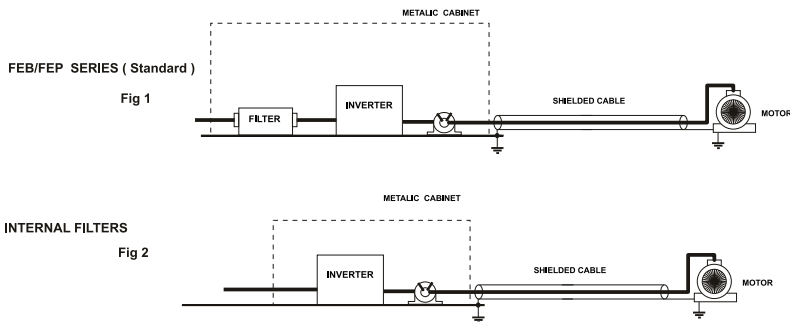 METALIC CABINET
FEB/FEP SERIES ( Standard )
Fig 1
FILTER
INVERTER
SHIELDED CABLE
MOTOR
METALIC CABINET
INTERNAL FILTERS
Fig 2
INVERTER
SHIELDED CABLE
MOTOR